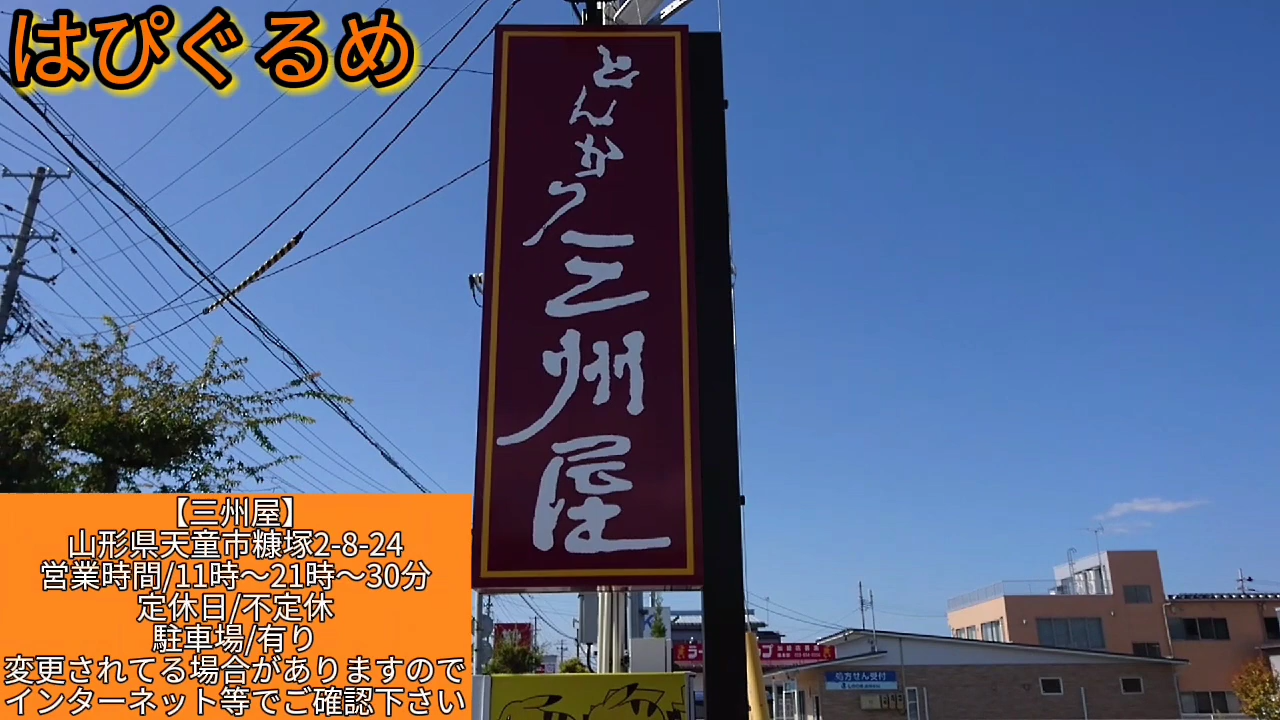 はぴぐるめ
とんかつ三州屋
【三州屋】
山形県天童市糠塚2-8-24
営業時間/11時～21時～30分
定休日/不定休
駐車場/有り
変更されてる場合がありますので
インターネット等でご確認下さい
処方せん受付